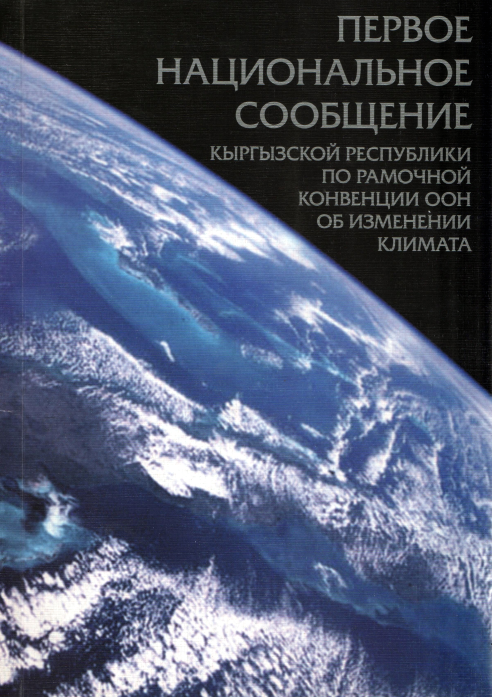 ПЕРВОЕ
НАЦИОНАЛЬНОЕ
СООБЩЕНИЕ
КЫРГЫЗСКОЙ РЕСПУБЛИКИ
ПО РАМОЧНОЙ
КОНВЕНЦИИ ООН
ОБ ИЗМЕНЕНИИ
КЛИМАТА